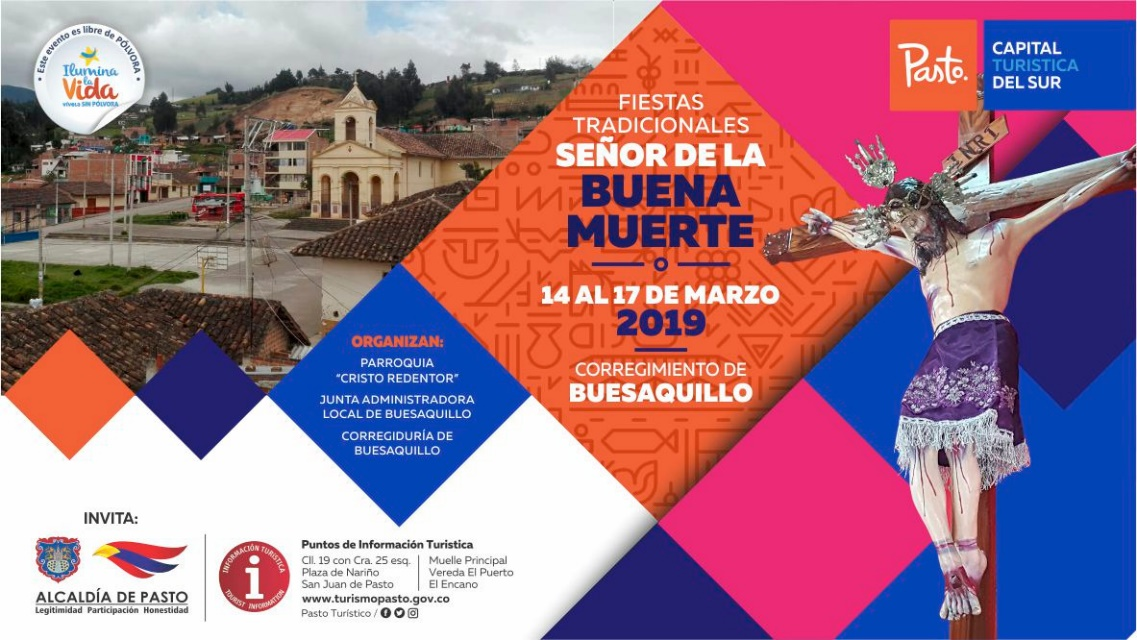 Este evento es libre de PÓLVORA
Ilumina
la
Vida
VÍVELA SIN PÓLVORA
Pasto.
CAPITAL
TURISTICA
DEL SUR
INRI
FIESTAS
TRADICIONALES
SEÑOR DE LA
BUENA
MUERTE
14 AL 17 DE MARZO
2019
CORREGIMIENTO DE
BUESAQUILLO
ORGANIZAN:
PARROQUIA
“CRISTO REDENTOR”
JUNTA ADMINISTRADORA
LOCAL DE BUESAQUILLO
CORREGIDURÍA DE
BUESAQUILLO
INVITA:
ALCALDÍA DE PASTO
Legitimidad Participación Honestidad
INFORMACIÓN TURISTICA
i
TOURIST INFORMATION
Puntos de Información Turistica
Cll. 19 con Cra. 25 esq.
Plaza de Nariño
San Juan de Pasto
Muelle Principal
Vereda El Puerto
El Encano
www.turismopasto.gov.co
Pasto Turístico /